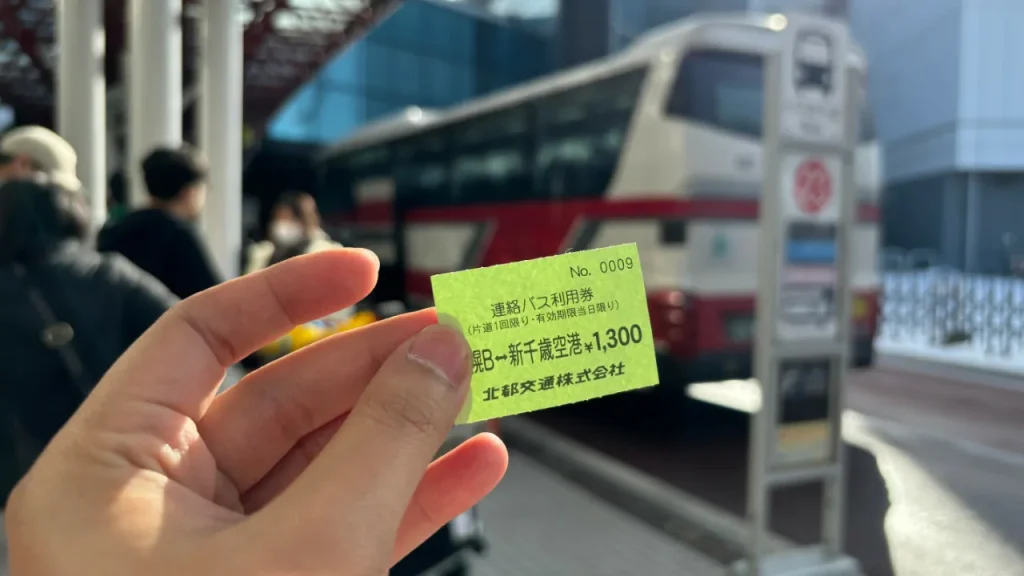 No. 0009
連絡バス利用券
(片道1回限り・有効期限当日限り)
幌B↔新千歳空港¥1,300
北都交通株式会社